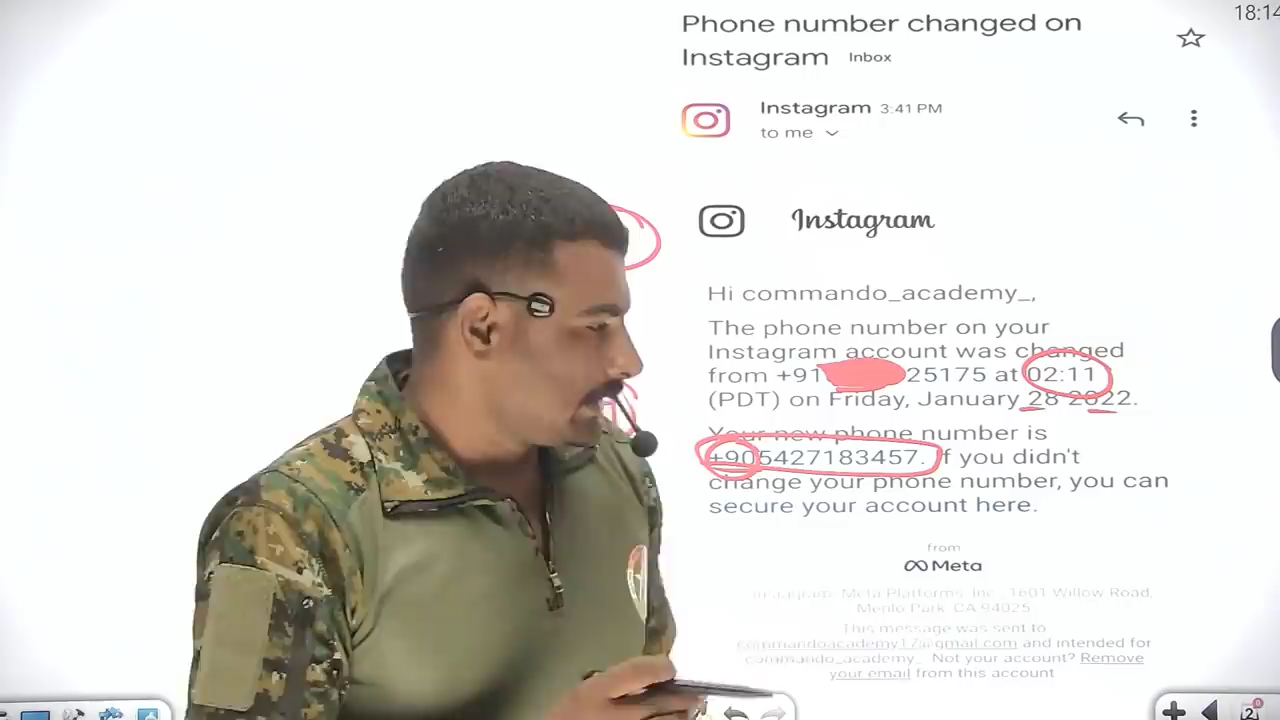 18:14
Phone number changed on
Instagram Inbox
Instagram 3:41 PM
to me
Instagram
Hi commando_academy_,
The phone number on your
Instagram account was changed
from +91 25175 at 02:11
(PDT) on Friday, January 28 2022.
Your new phone number is
+905427183457. If you didn't
change your phone number, you can
secure your account here.
from
Meta
Instagram, Meta Platforms, Inc., 1601 Willow Road,
Menlo Park, CA 94025
This message was sent to
commandoacademy17@gmail.com and intended for
commando_academy_. Not your account? Remove
your email from this account
2